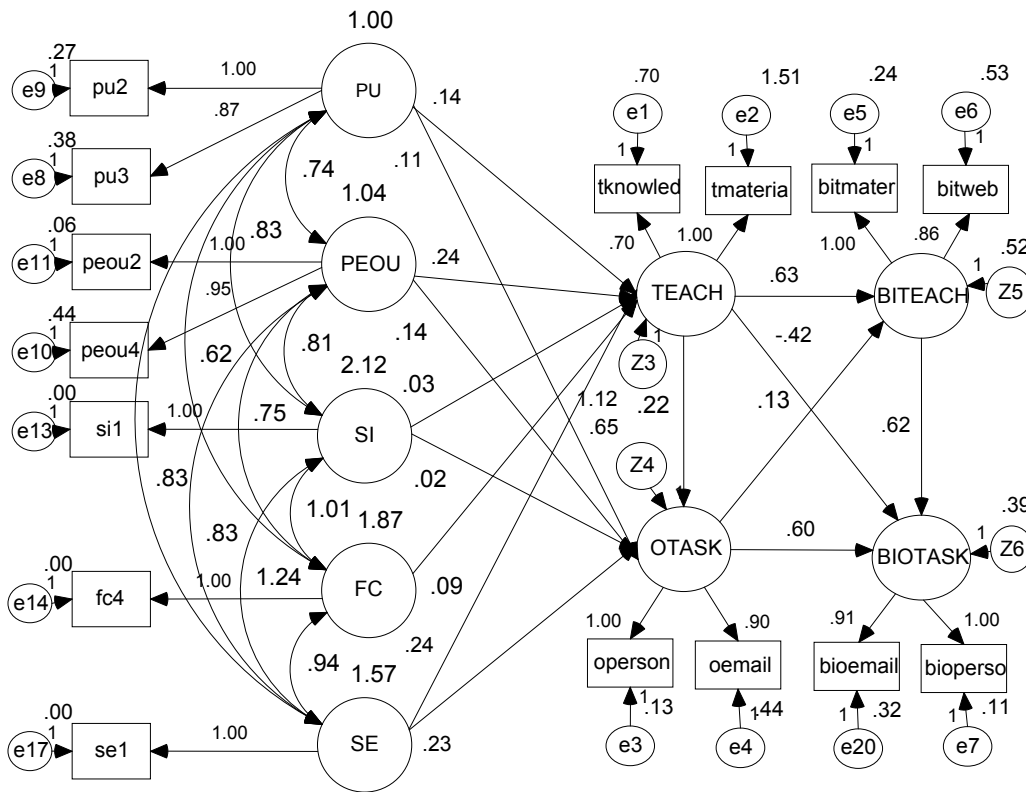 1.00
.27
1
e9
pu2
1.00
PU
.14
.38
1
e8
pu3
.87
.11
.74
1.04
.06
1
e11
peou2
1.00
.83
PEOU
.24
.44
1
e10
peou4
.95
.62
.81
.14
2.12
.00
1
e13
si1
1.00
SI
.03
.75
.83
.02
.83
1.01
1.87
.00
1
e14
fc4
1.00
1.24
FC
.09
.94
1.57
.24
.00
1
e17
se1
1.00
SE
.23
.70
e1
1
tknowled
1.51
e2
1
tmateria
.24
e5
1
bitmater
.53
e6
1
bitweb
.70
1.00
1.00
.86
TEACH
.63
BITEACH
1
.52
Z5
1
Z3
-.42
1.12
.65
.22
.13
.62
Z4
1
OTASK
.60
BIOTASK
1
.39
Z6
1.00
.90
.91
1.00
operson
oemail
bioemail
bioperso
1
.13
e3
1
.44
e4
1
.32
e20
1
.11
e7